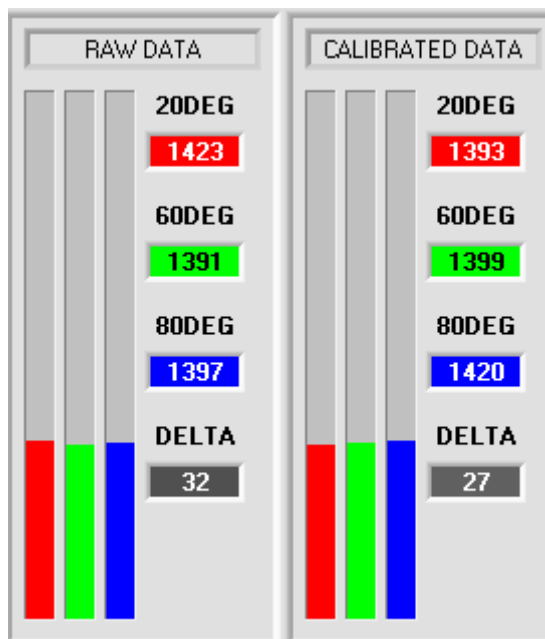 RAW DATA
20DEG
1423
60DEG
1391
80DEG
1397
DELTA
32
CALIBRATED DATA
20DEG
1393
60DEG
1399
80DEG
1420
DELTA
27